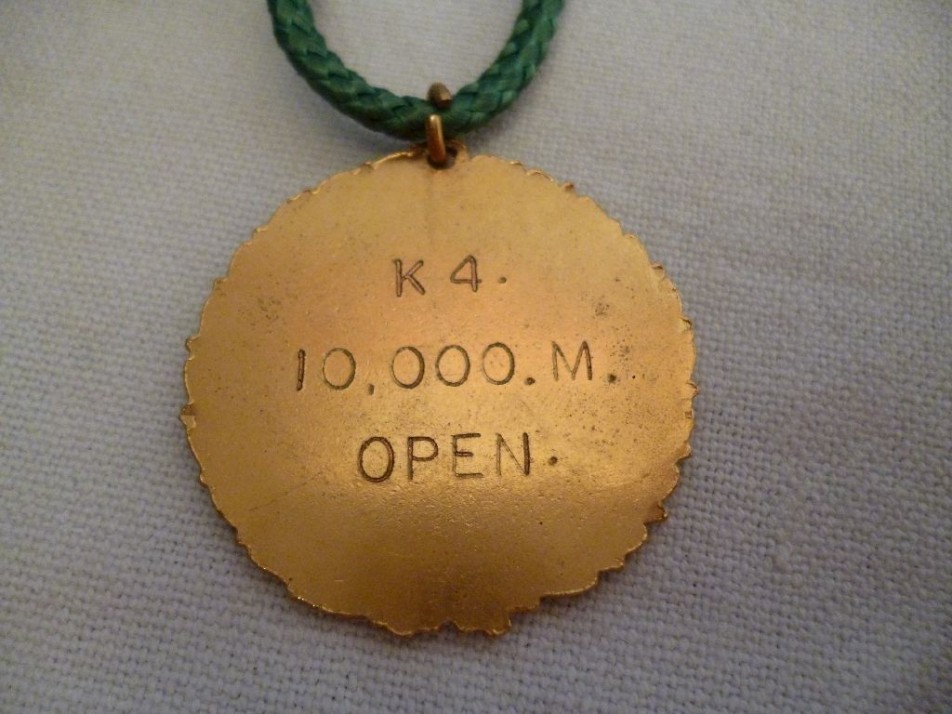 K 4.
10,000. M.
OPEN.